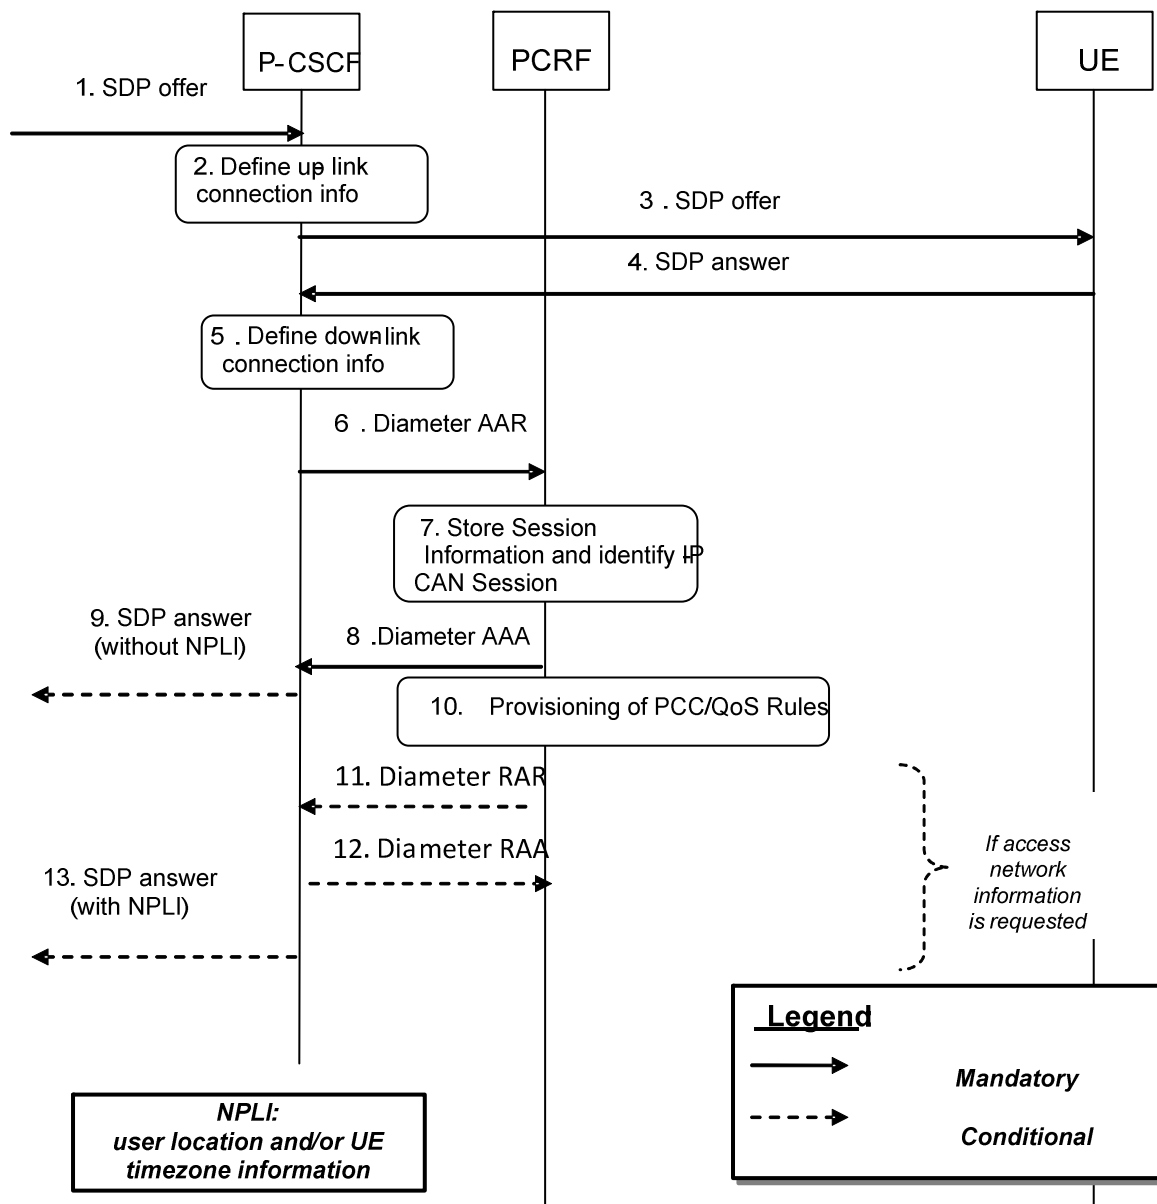 P-CSCF
PCRF
UE
1. SDP offer
2. Define up-link
connection info
3 . SDP offer
4. SDP answer
5 . Define down-link
connection info
6 . Diameter AAR
7. Store Session
Information and identify IP-
CAN Session
9. SDP answer
(without NPLI)
8 .Diameter AAA
10. Provisioning of PCC/QoS Rules
11. Diameter RAR
12. Diameter RAA
13. SDP answer
(with NPLI)
If access
network
information
is requested
Legend:
Mandatory
Conditional
NPLI:
user location and/or UE
timezone information